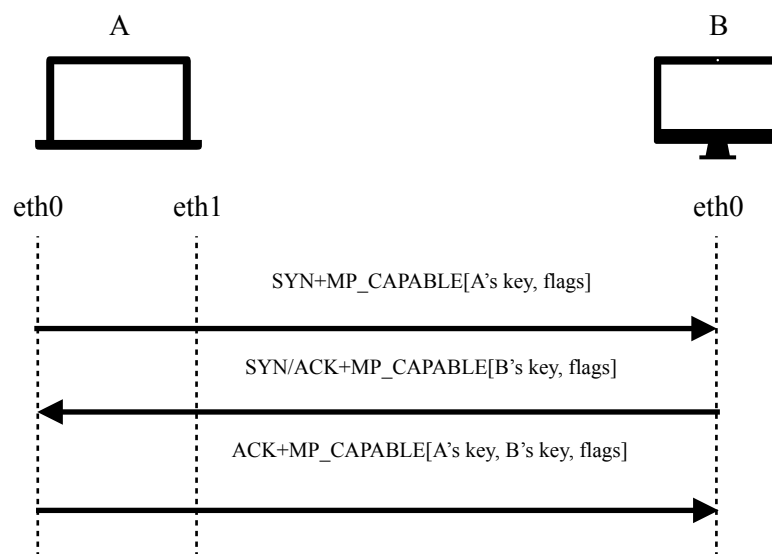 A
B
eth0
eth1
eth0
SYN+MP_CAPABLE[A’s key, flags]
SYN/ACK+MP_CAPABLE[B’s key, flags]
ACK+MP_CAPABLE[A’s key, B’s key, flags]